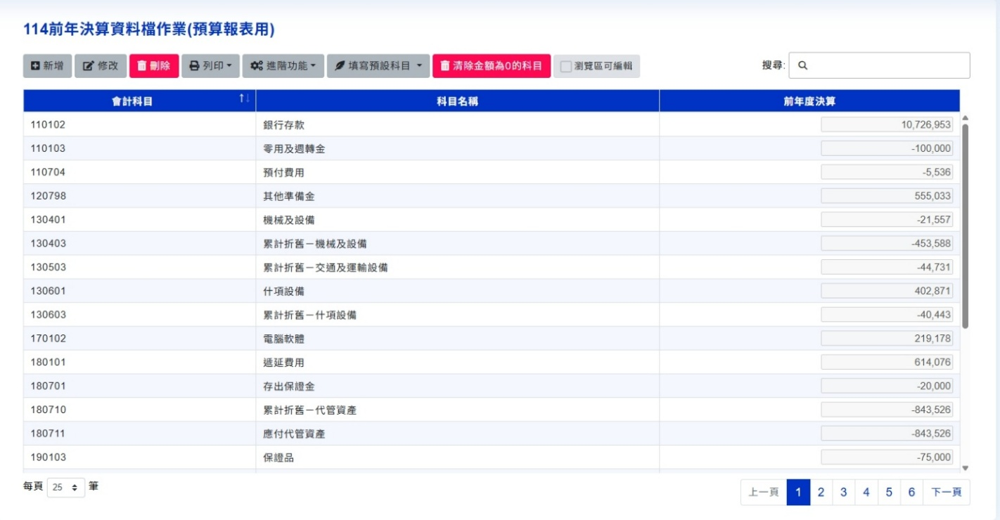 114前年決算資料檔作業(預算報表用)
新增 修改 刪除 列印 進階功能 填寫預設科目 清除金額為0的科目 瀏覽區可編輯 搜尋:
會計科目 科目名稱 前年度決算
110102 銀行存款 10,726,953
110103 零用及週轉金 -100,000
110704 預付費用 -5,536
120798 其他準備金 555,033
130401 機械及設備 -21,557
130403 累計折舊－機械及設備 -453,588
130503 累計折舊－交通及運輸設備 -44,731
130601 什項設備 402,871
130603 累計折舊－什項設備 -40,443
170102 電腦軟體 219,178
180101 遞延費用 614,076
180701 存出保證金 -20,000
180710 累計折舊－代管資產 -843,526
180711 應付代管資產 -843,526
190103 保證品 -75,000
每頁 25 筆 上一頁 1 2 3 4 5 6 下一頁